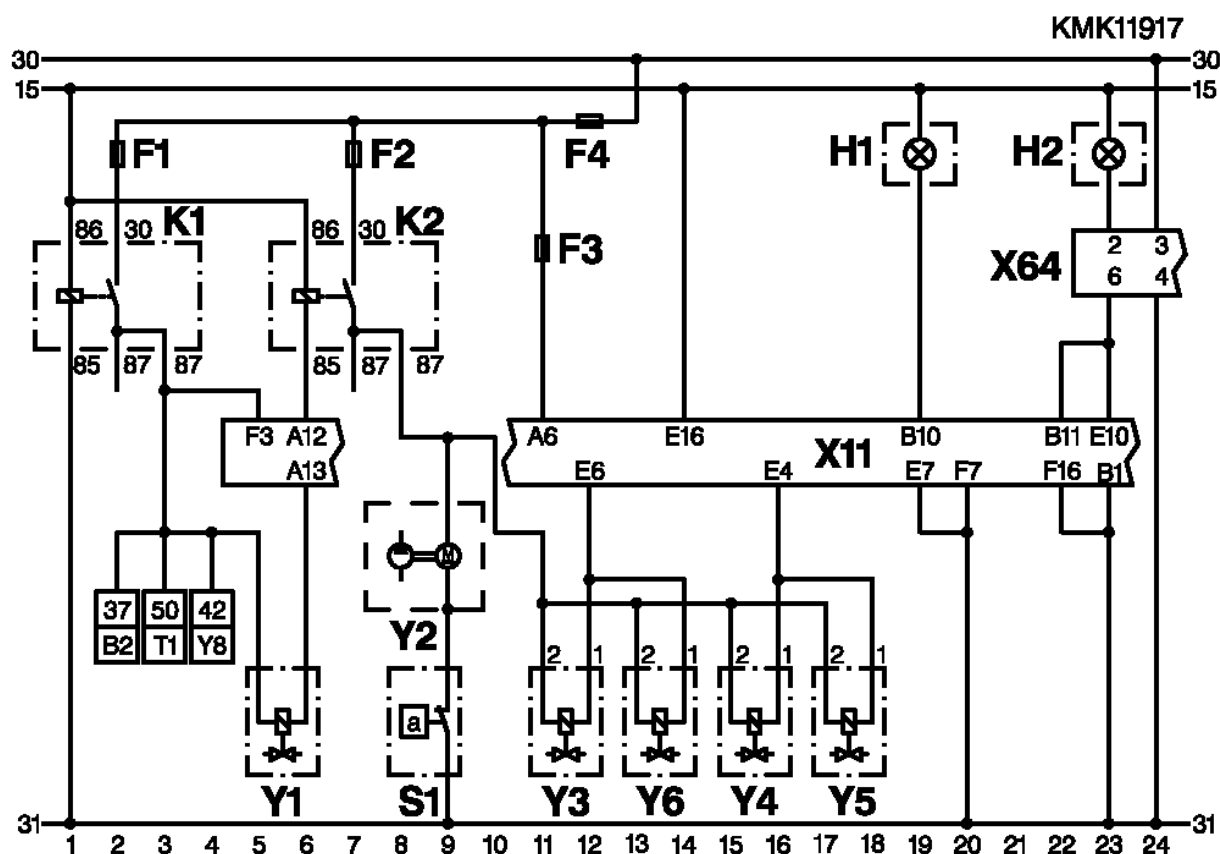 KMK11917
30 30
15 15
F1 F2 F4 H1 H2
F3
86 30 K1 86 30 K2
2 3
X64
6 4
85 87 87 85 87 87
F3 A12 A6 E16 B10 B11 E10
X11
A13 E6 E4 E7 F7 F16 B1
M
37 50 42
B2 T1 Y8
Y2
2 1 2 1 2 1 2 1
a
Y1 S1 Y3 Y6 Y4 Y5
31 31
1 2 3 4 5 6 7 8 9 10 11 12 13 14 15 16 17 18 19 20 21 22 23 24